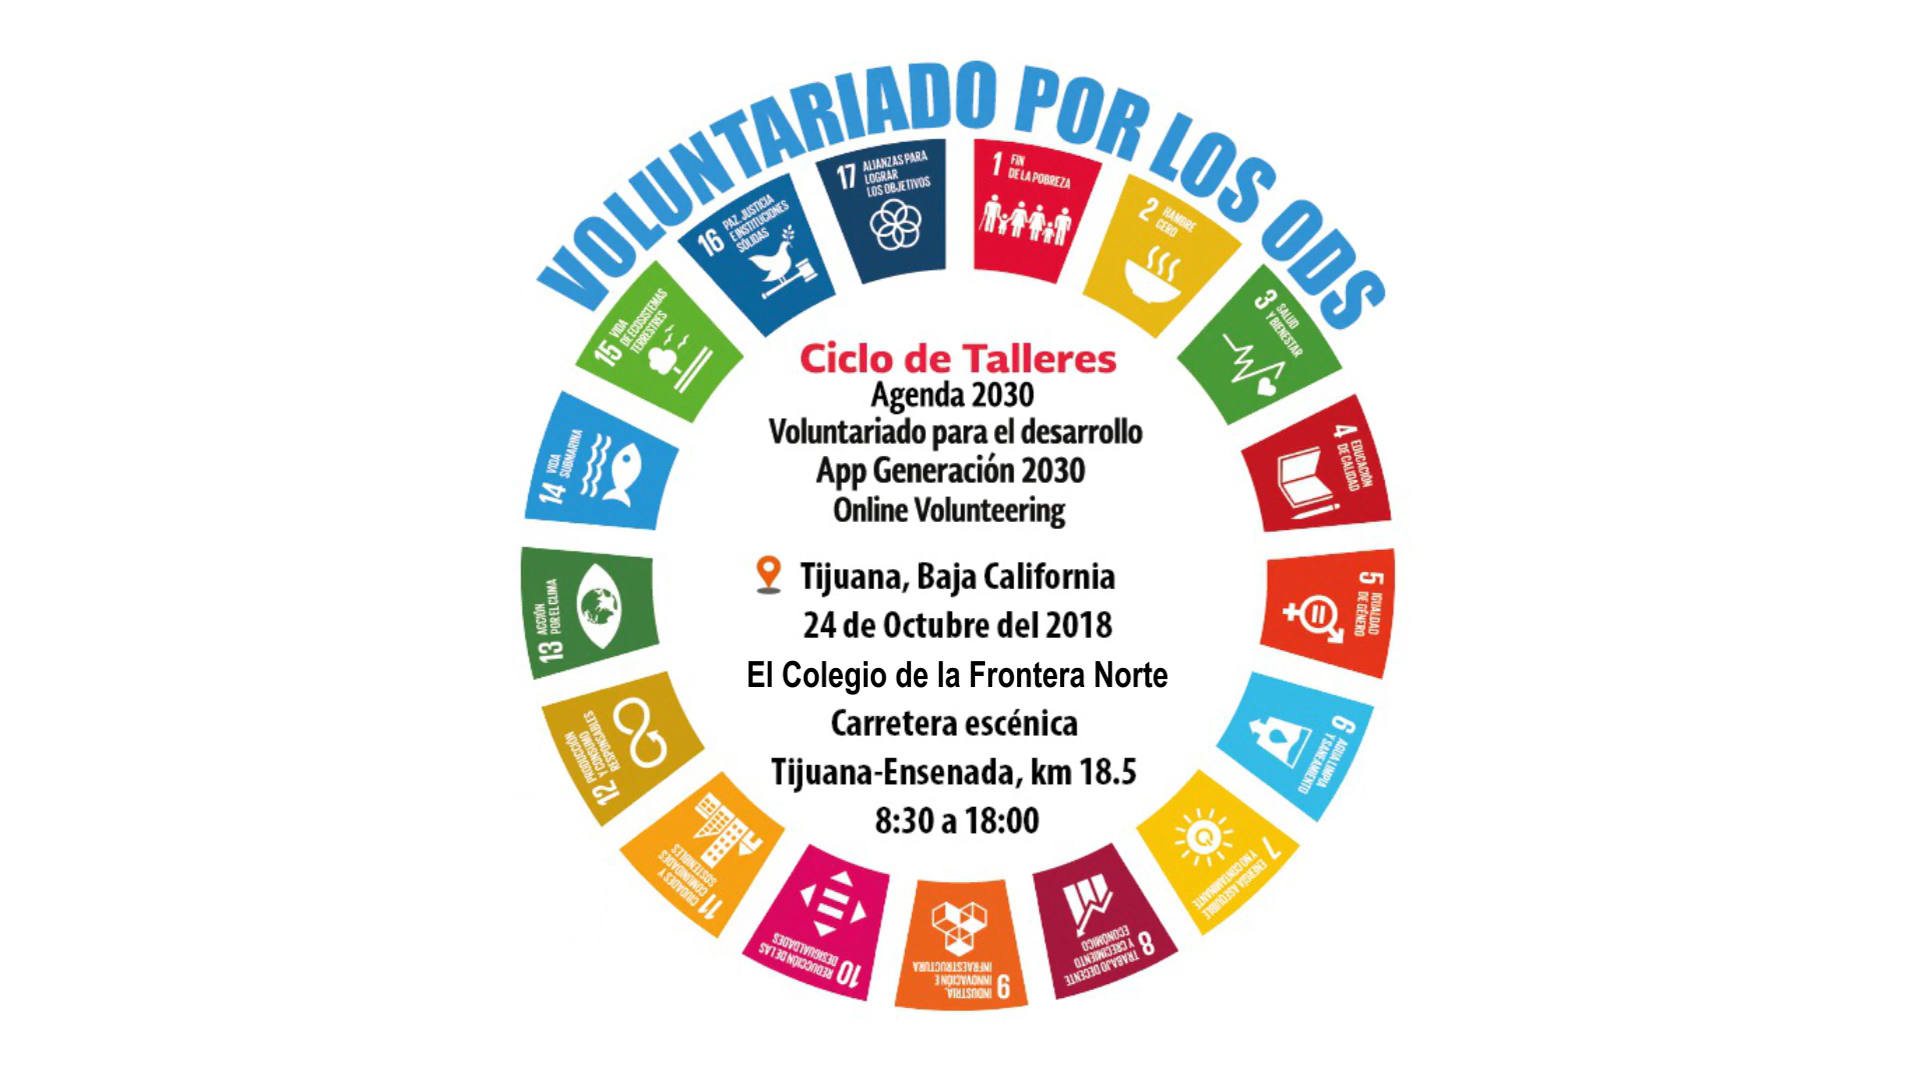 VOLUNTARIADO POR LOS ODS
1 FIN
DE LA POBREZA
2 HAMBRE
CERO
3 SALUD
Y BIENESTAR
4 EDUCACIÓN
DE CALIDAD
5 IGUALDAD
DE GÉNERO
6 AGUA LIMPIA
Y SANEAMIENTO
7 ENERGÍA ASEQUIBLE
Y NO CONTAMINANTE
8 TRABAJO DECENTE
Y CRECIMIENTO
ECONÓMICO
9 INDUSTRIA,
INNOVACIÓN E
INFRAESTRUCTURA
10 REDUCCIÓN DE LAS
DESIGUALDADES
11 CIUDADES Y
COMUNIDADES
SOSTENIBLES
12 PRODUCCIÓN
Y CONSUMO
RESPONSABLES
13 ACCIÓN
POR EL CLIMA
14 VIDA
SUBMARINA
15 VIDA
DE ECOSISTEMAS
TERRESTRES
16 PAZ, JUSTICIA
E INSTITUCIONES
SÓLIDAS
17 ALIANZAS PARA
LOGRAR
LOS OBJETIVOS
Ciclo de Talleres
Agenda 2030
Voluntariado para el desarrollo
App Generación 2030
Online Volunteering
Tijuana, Baja California
24 de Octubre del 2018
El Colegio de la Frontera Norte
Carretera escénica
Tijuana-Ensenada, km 18.5
8:30 a 18:00